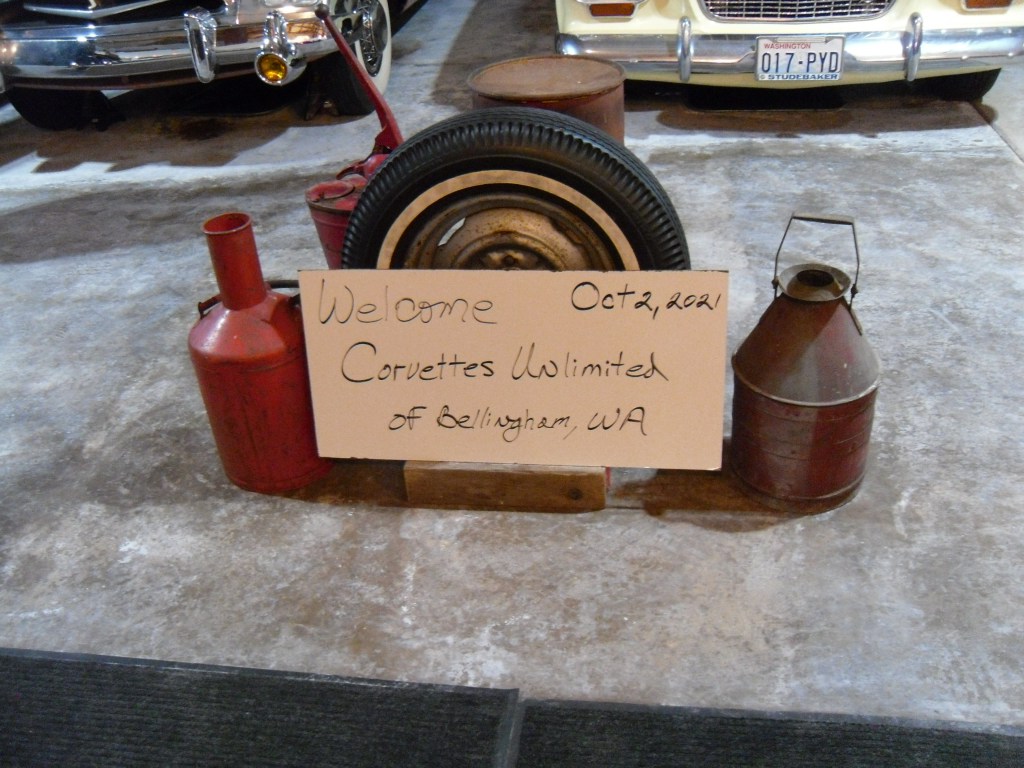 WASHINGTON
017-PYD
STUDEBAKER
Welcome Oct 2, 2021
Corvettes Unlimited
of Bellingham, WA